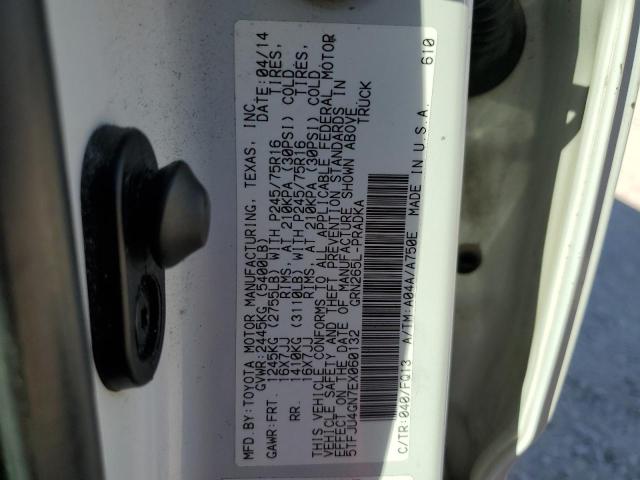 MFD.BY:TOYOTA MOTOR MANUFACTURING, TEXAS, INC. DATE:04/14
GVWR:2445KG (5400LB)
GAWR:FRT. 1245KG (2755LB) WITH P245/75R16 TIRES,
16X7JJ RIMS, AT 210KPA (30PSI) COLD
RR. 1410KG (3110LB) WITH P245/75R16 TIRES,
16X7JJ RIMS, AT 210KPA (30PSI) COLD
THIS VEHICLE CONFORMS TO ALL APPLICABLE FEDERAL MOTOR
VEHICLE SAFETY AND THEFT PREVENTION STANDARDS IN
EFFECT ON THE DATE OF MANUFACTURE SHOWN ABOVE.
5TFJU4GN7EX060132 GRN265L-PRADKA TRUCK
C/TR:040/FQ13 A/TM:A04A/A750E MADE IN U.S.A. 610